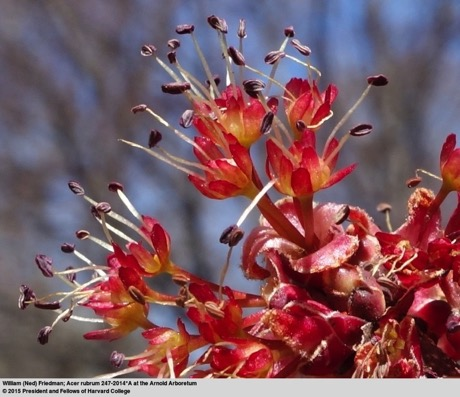 William (Ned) Friedman; Acer rubrum 247-2014*A at the Arnold Arboretum
© 2015 President and Fellows of Harvard College